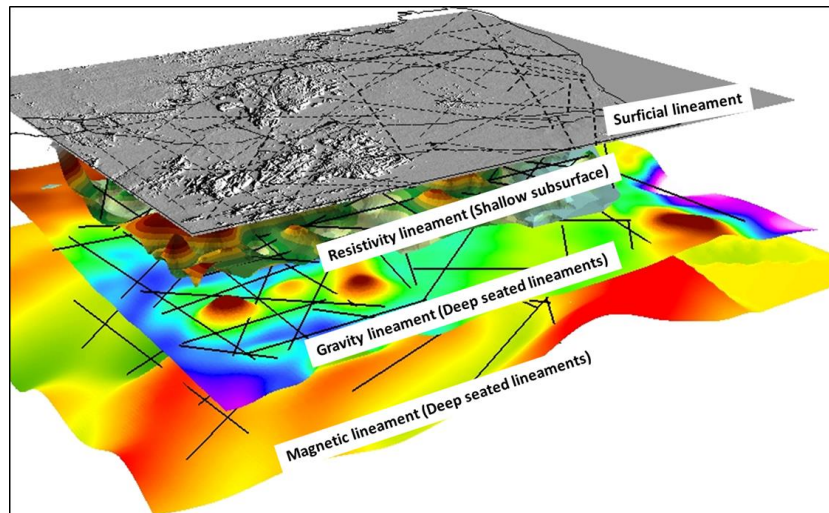 Surficial lineament
Resistivity lineament (Shallow subsurface)
Gravity lineament (Deep seated lineaments)
Magnetic lineament (Deep seated lineaments)